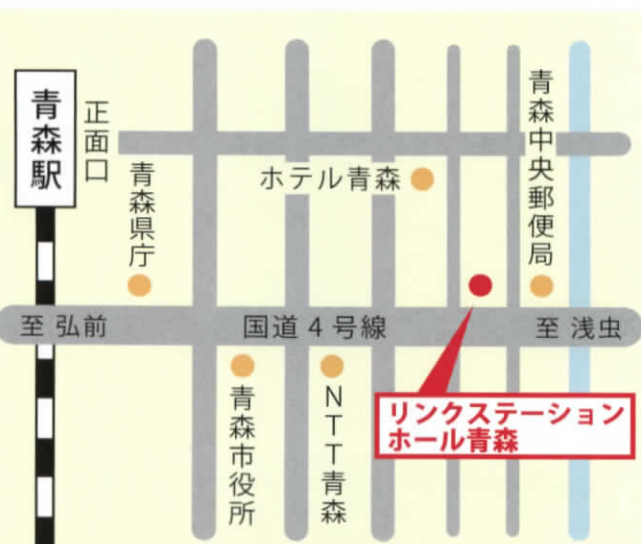 青森駅
正面口
青森県庁
ホテル青森
青森中央郵便局
至 弘前
国道4号線
至 浅虫
青森市役所
NTT青森
リンクステーション
ホール青森